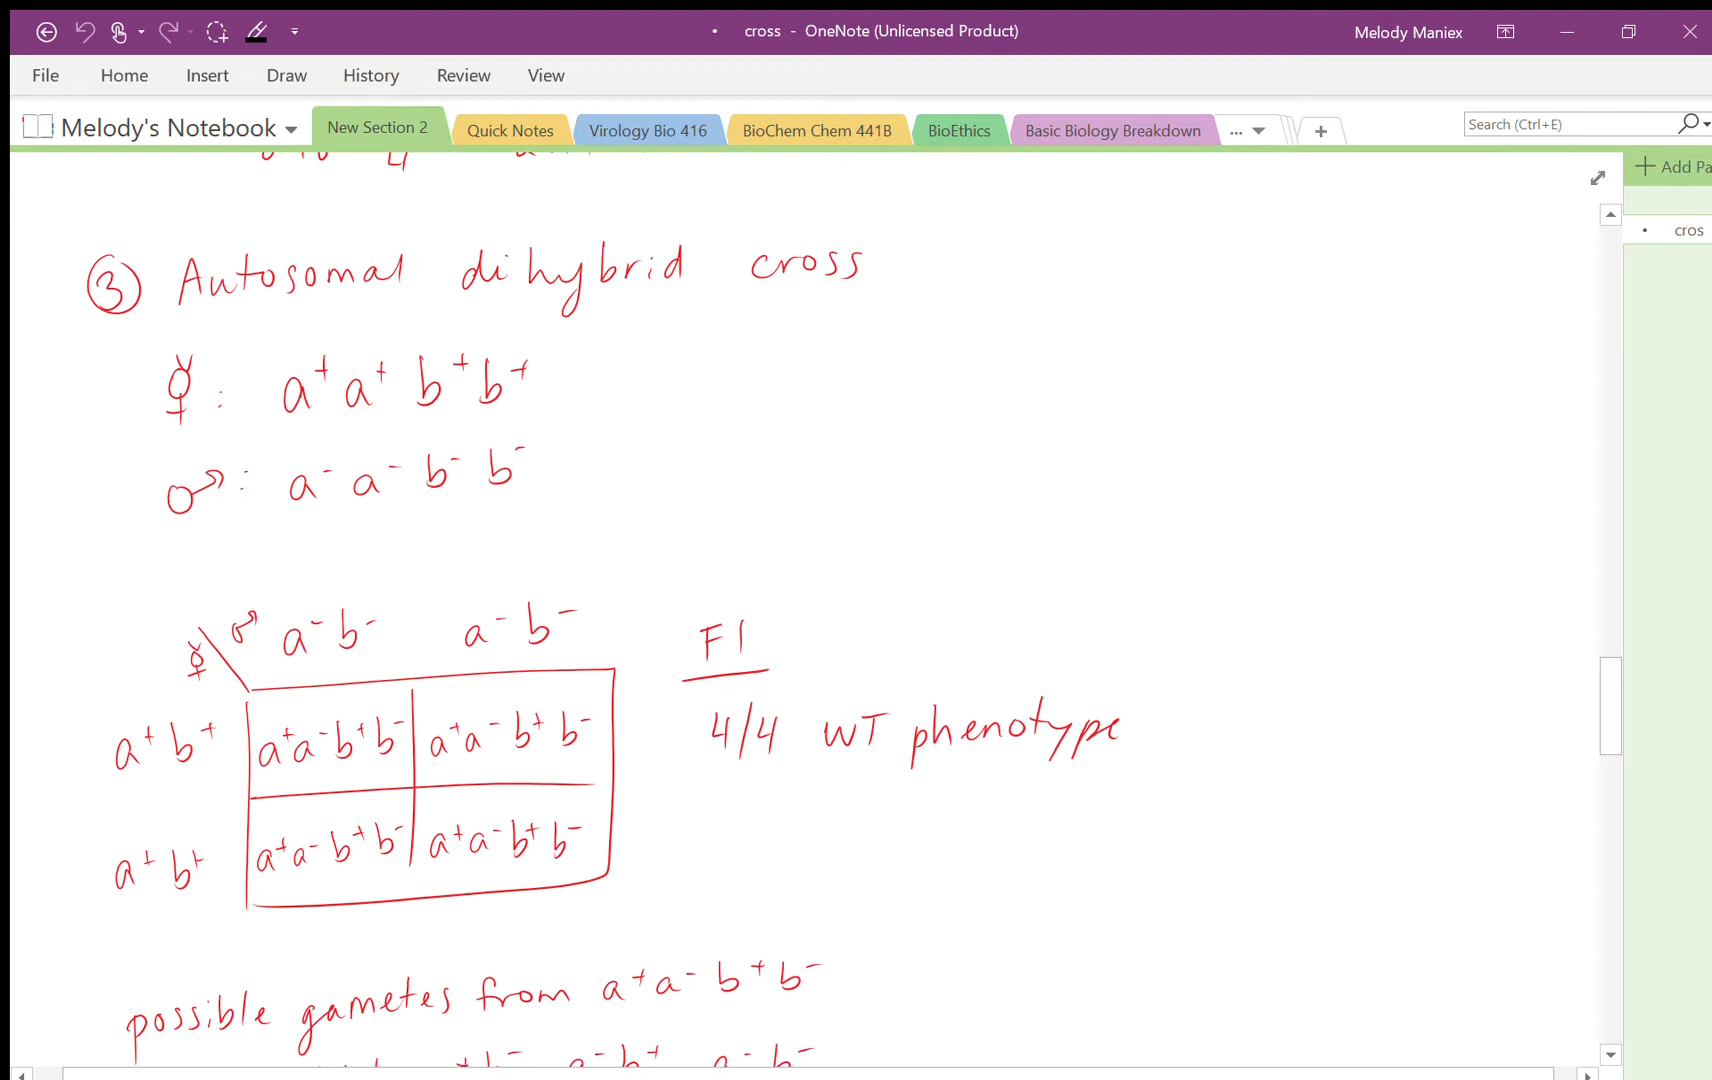 cross - OneNote (Unlicensed Product)
Melody Maniex
File Home Insert Draw History Review View
Melody's Notebook
New Section 2
Quick Notes
Virology Bio 416
BioChem Chem 441B
BioEthics
Basic Biology Breakdown
...
Search (Ctrl+E)
Add Pa
cros
③ Autosomal dihybrid cross
♀ : a⁺ a⁺ b⁺ b⁺
♂ : a⁻ a⁻ b⁻ b⁻
♀ \ ♂ a⁻ b⁻ a⁻ b⁻
F1
a⁺ b⁺ a⁺a⁻b⁺b⁻ a⁺a⁻b⁺b⁻
4/4 WT phenotype
a⁺ b⁺ a⁺a⁻b⁺b⁻ a⁺a⁻b⁺b⁻
possible gametes from a⁺a⁻ b⁺b⁻
a⁻b⁺ a⁻b⁻